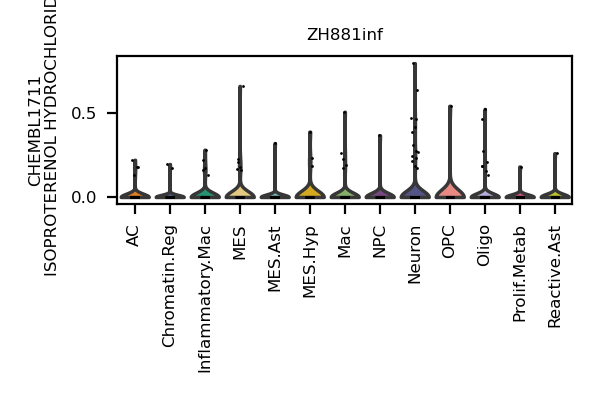 ZH881inf
CHEMBL1711
ISOPROTERENOL HYDROCHLORID
0.5
0.0
AC
Chromatin.Reg
Inflammatory.Mac
MES
MES.Ast
MES.Hyp
Mac
NPC
Neuron
OPC
Oligo
Prolif.Metab
Reactive.Ast